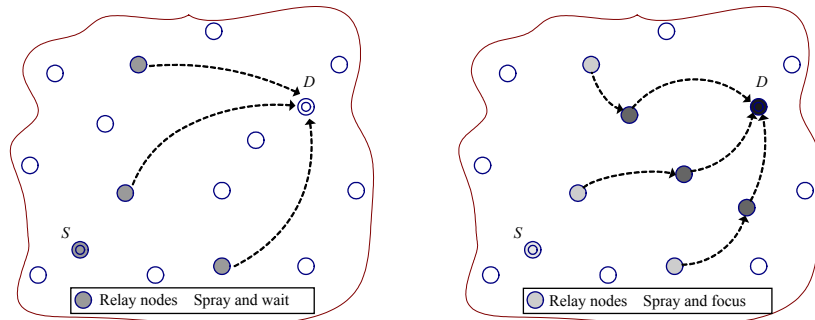 D
S
Relay nodes Spray and wait
D
S
Relay nodes Spray and focus